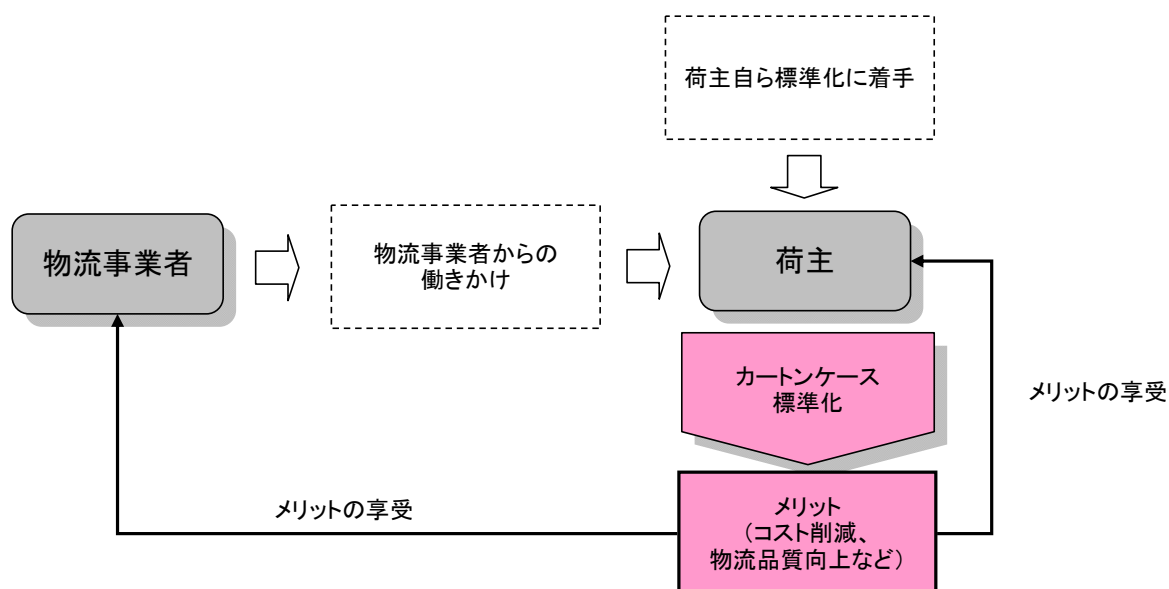 荷主自ら標準化に着手
物流事業者
物流事業者からの
働きかけ
荷主
カートンケース
標準化
メリットの享受
メリットの享受
メリット
（コスト削減、
物流品質向上など）